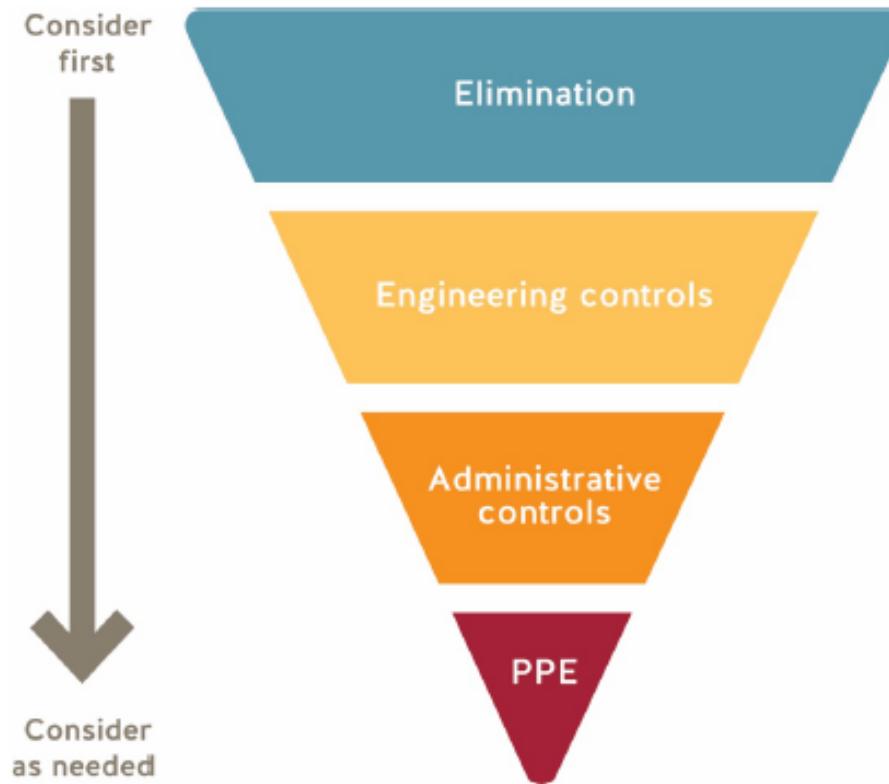 Consider
first
Elimination
Engineering controls
Administrative
controls
PPE
Consider
as needed